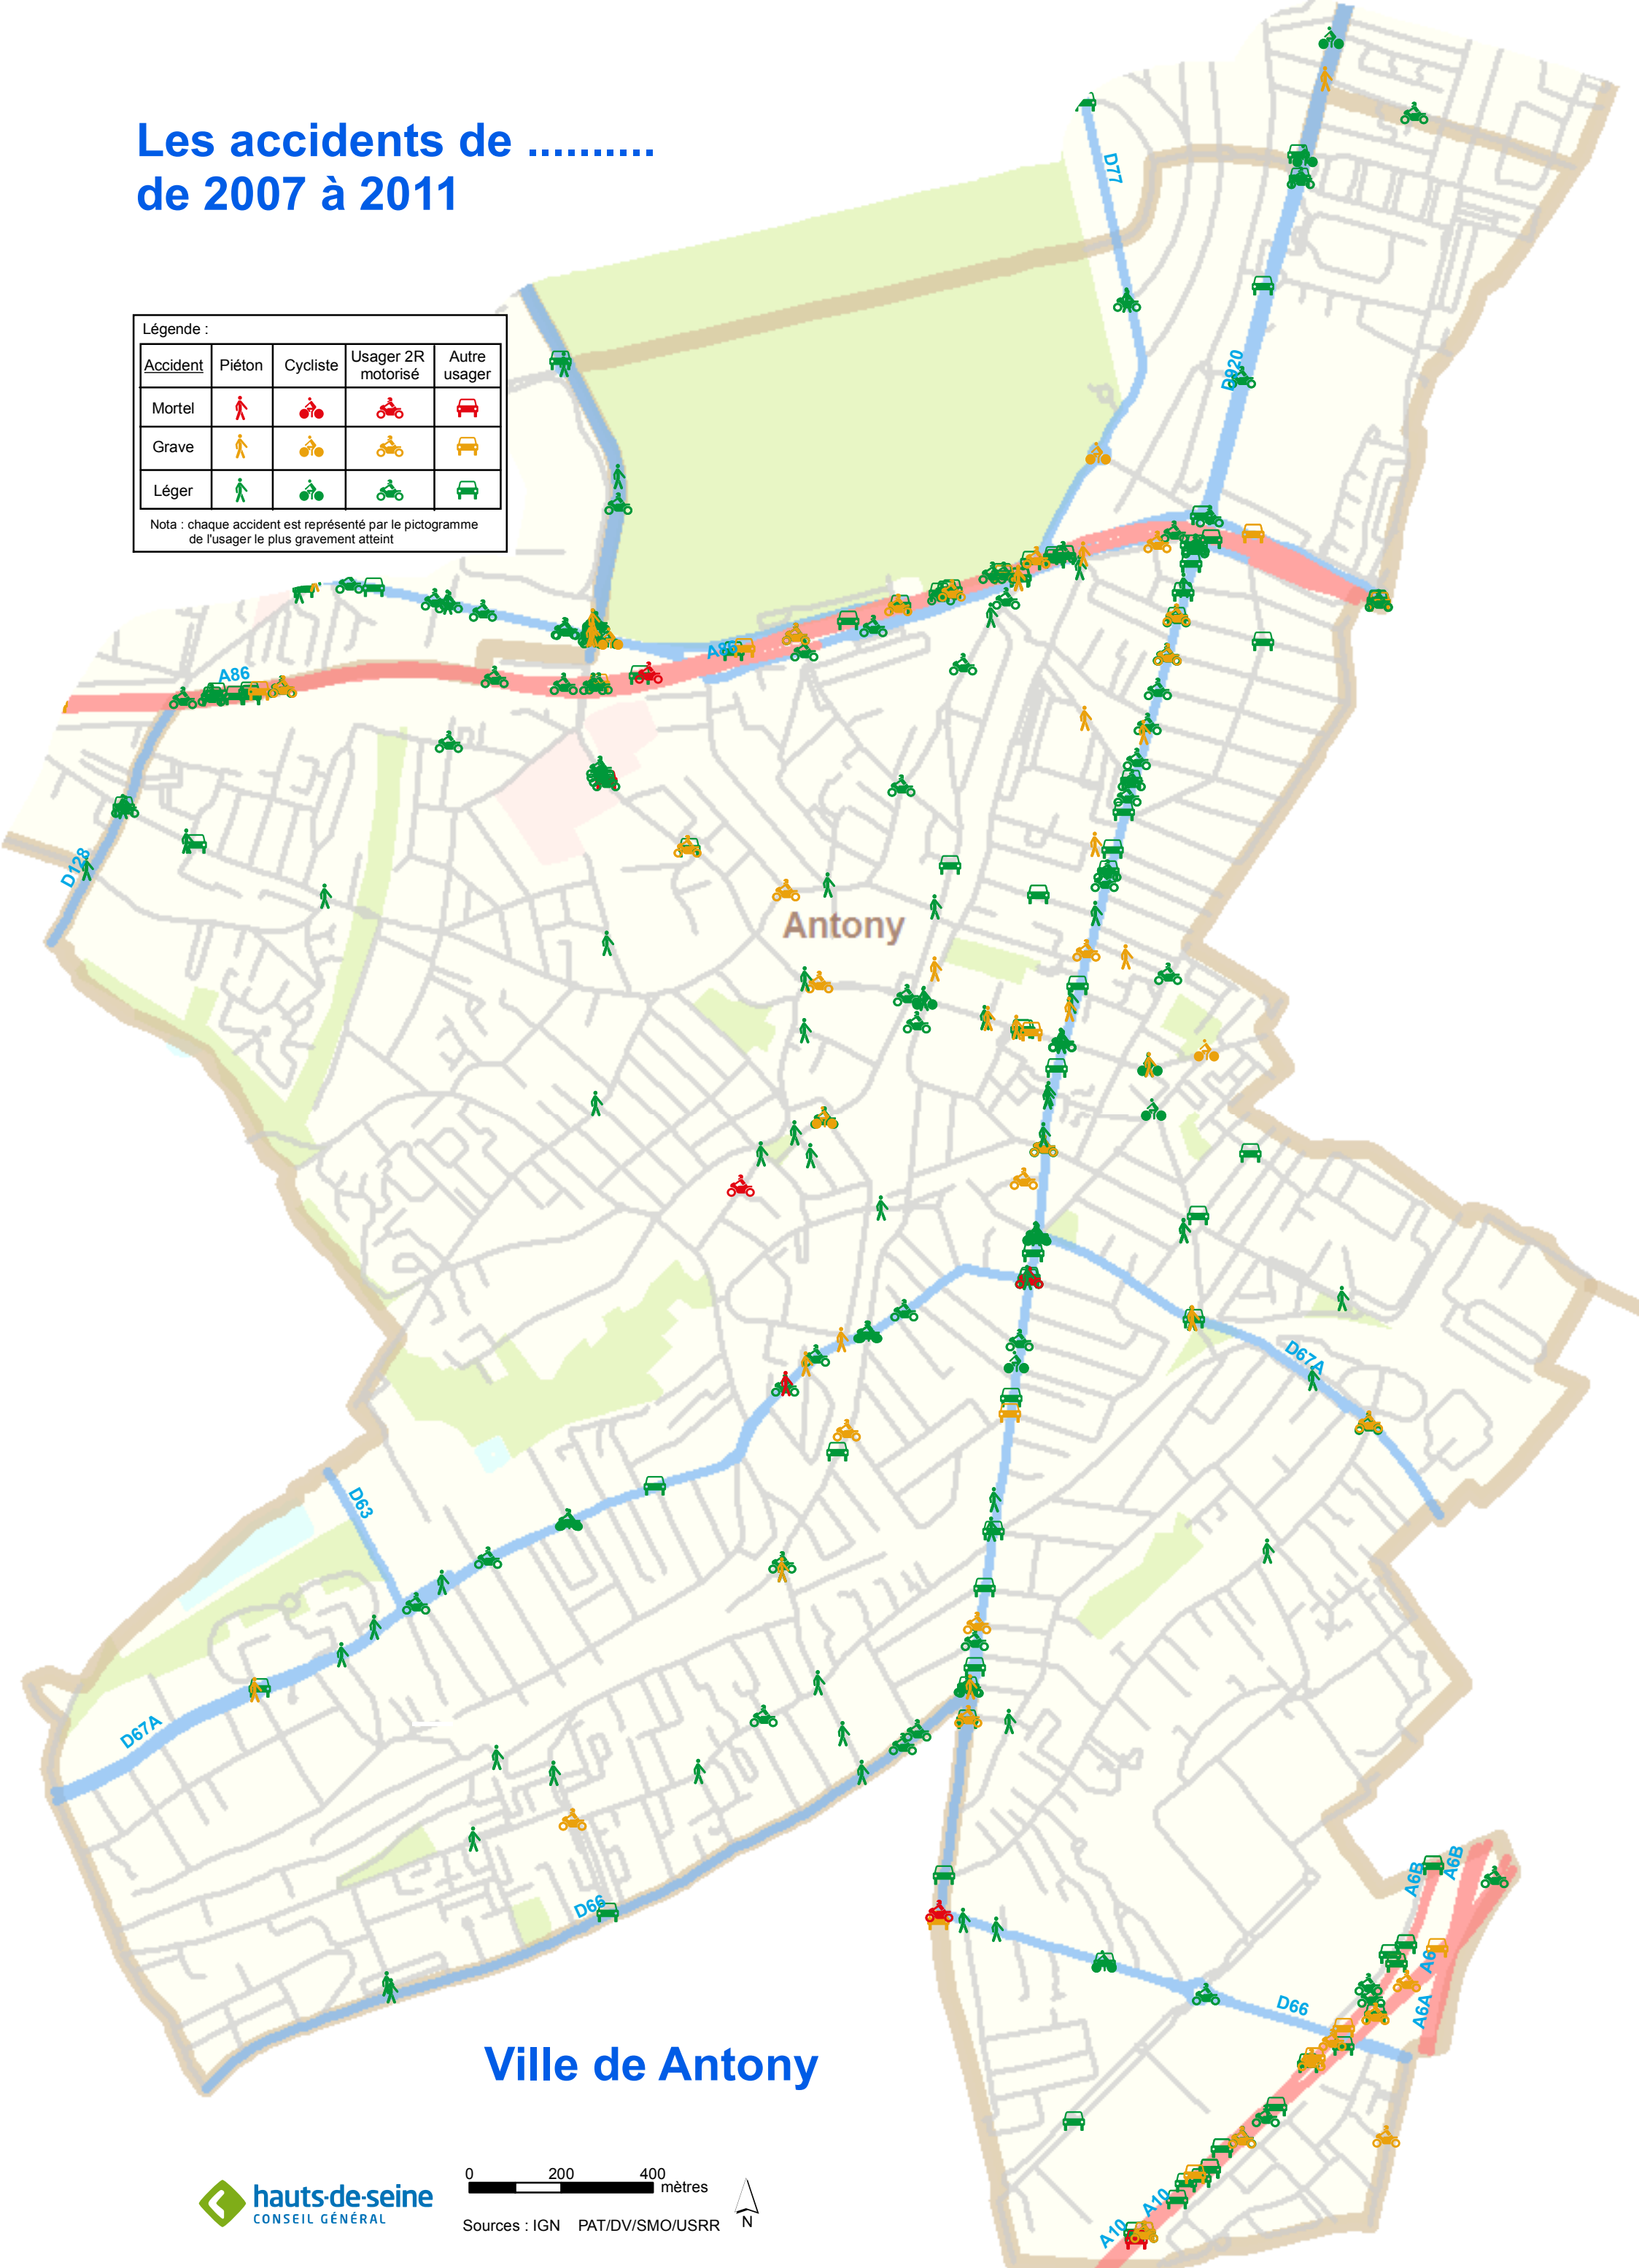 Les accidents de ..........
de 2007 à 2011
Légende :
Accident Piéton Cycliste Usager 2R motorisé Autre usager
Mortel
Grave
Léger
Nota : chaque accident est représenté par le pictogramme
de l'usager le plus gravement atteint
D77
D920
A86
A86
D128
Antony
D67A
D63
D67A
D66
A6B
A6B
A6
A6A
D66
A10
A10
Ville de Antony
hauts-de-seine
CONSEIL GÉNÉRAL
0 200 400
mètres
N
Sources : IGN PAT/DV/SMO/USRR